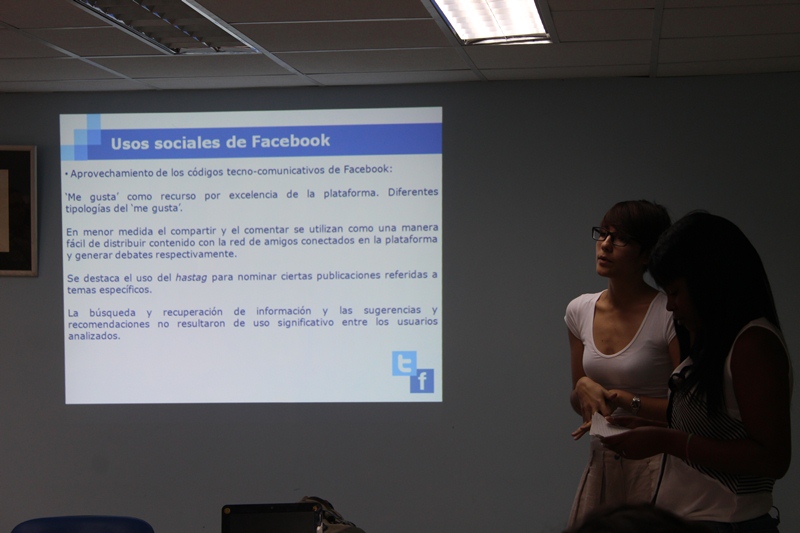 Usos sociales de Facebook
• Aprovechamiento de los códigos tecno-comunicativos de Facebook:
'Me gusta' como recurso por excelencia de la plataforma. Diferentes
tipologías del 'me gusta'.
En menor medida el compartir y el comentar se utilizan como una manera
fácil de distribuir contenido con la red de amigos conectados en la plataforma
y generar debates respectivamente.
Se destaca el uso del hastag para nominar ciertas publicaciones referidas a
temas específicos.
La búsqueda y recuperación de información y las sugerencias y
recomendaciones no resultaron de uso significativo entre los usuarios
analizados.
t
f